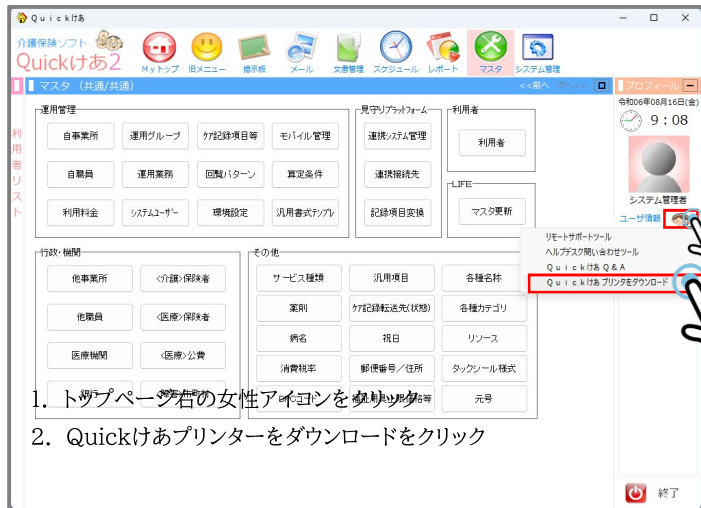 Ｑｕｉｃｋけあ
介護保険ソフト
Quickけあ2
Myトップ
旧メニュー
掲示板
メール
文書管理
スケジュール
レポート
マスタ
システム管理
マスタ (共通/共通)
<<前へ 次へ>>
プロフィール
利用者リスト
運用管理
自事業所 運用グループ ｹｱ記録項目等 モバイル管理
自職員 運用業務 回覧パターン 算定条件
利用料金 ｼｽﾃﾑﾕｰｻﾞｰ 環境設定 汎用書式ﾃﾝﾌﾟﾚ
見守りﾌﾟﾗｯﾄﾌｫｰﾑ
連携ｼｽﾃﾑ管理
連携接続先
記録項目変換
利用者
利用者
LIFE
マスタ更新
令和06年08月16日(金)
9：08
システム管理者
ユーザ情報
リモートサポートツール
ヘルプデスク問い合わせツール
ＱｕｉｃｋけあＱ＆Ａ
Ｑｕｉｃｋけあプリンタをダウンロード
行政・機関
他事業所 <介護>保険者
他職員 <医療>保険者
医療機関 <医療>公費
銀行
その他
サービス種類 汎用項目 各種名称
薬剤 ｹｱ記録転送先(状態) 各種カテゴリ
病名 祝日 リソース
消費税率 郵便番号／住所 タックシール様式
元号
1. トップページ右の女性アイコンをクリック
2. Quickけあプリンターをダウンロードをクリック
終了